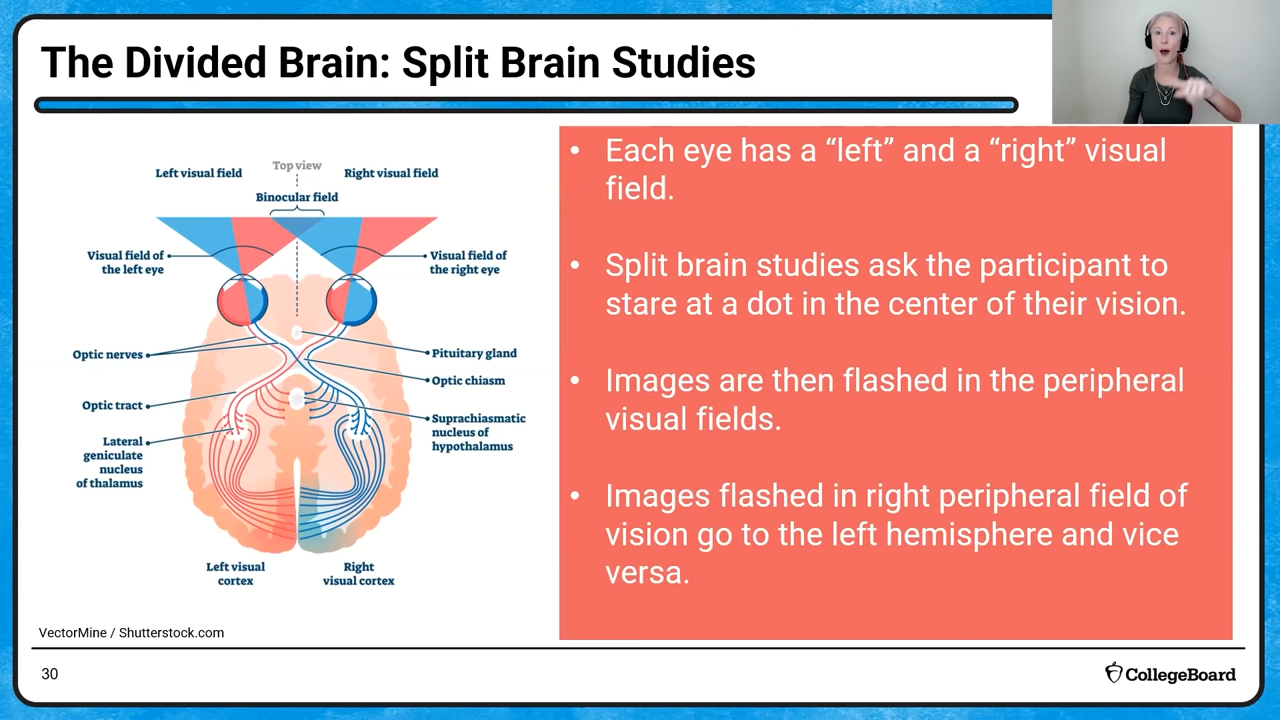 The Divided Brain: Split Brain Studies
Top view
Left visual field
Right visual field
Binocular field
Visual field of
the left eye
Visual field of
the right eye
Optic nerves
Pituitary gland
Optic chiasm
Optic tract
Suprachiasmatic
nucleus of
hypothalamus
Lateral
geniculate
nucleus
of thalamus
Left visual
cortex
Right
visual cortex
VectorMine / Shutterstock.com
• Each eye has a “left” and a “right” visual
field.
• Split brain studies ask the participant to
stare at a dot in the center of their vision.
• Images are then flashed in the peripheral
visual fields.
• Images flashed in right peripheral field of
vision go to the left hemisphere and vice
versa.
30
CollegeBoard